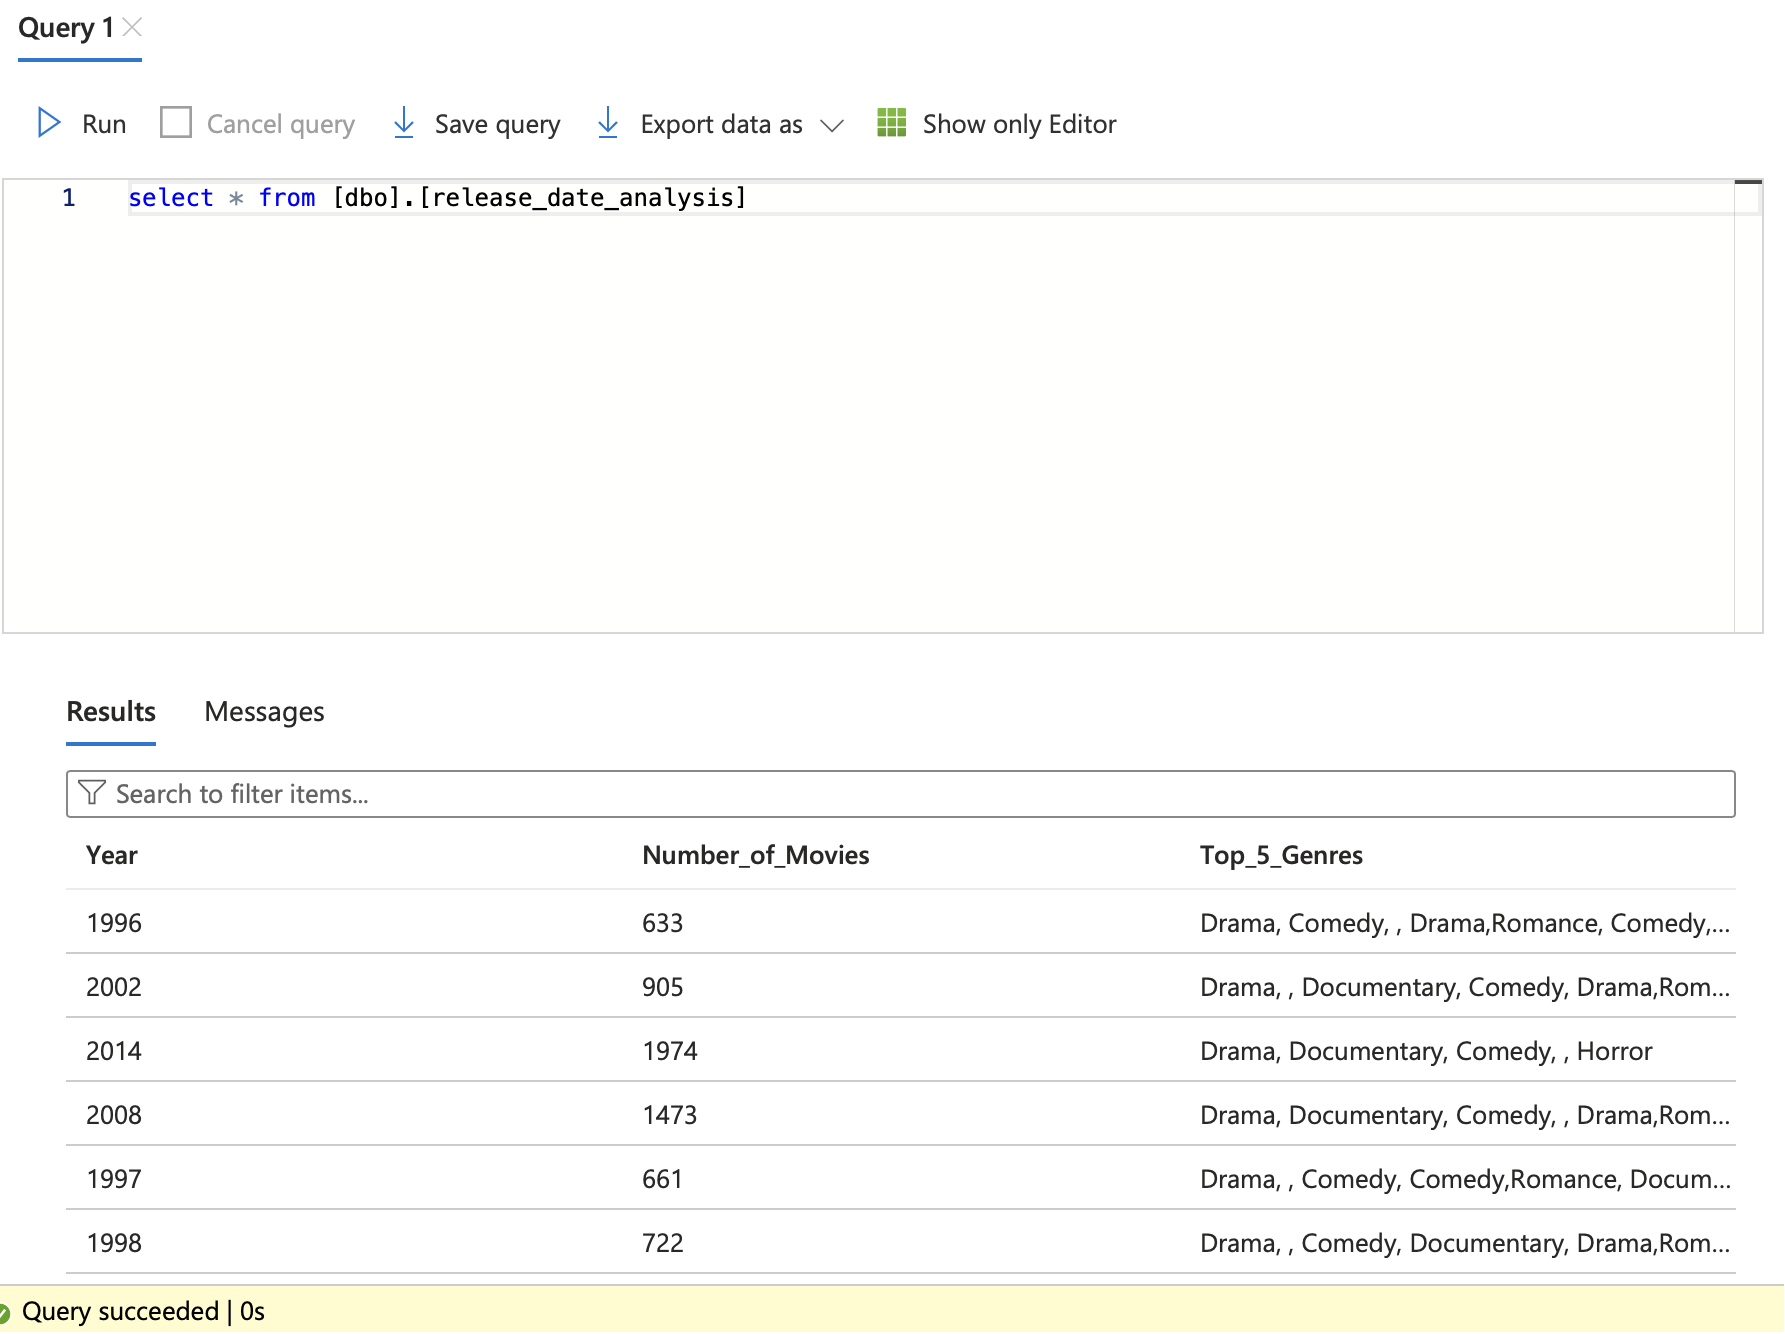 Query 1
Run Cancel query Save query Export data as Show only Editor
1 select * from [dbo].[release_date_analysis]
Results Messages
Search to filter items...
Year Number_of_Movies Top_5_Genres
1996 633 Drama, Comedy, , Drama,Romance, Comedy,...
2002 905 Drama, , Documentary, Comedy, Drama,Rom...
2014 1974 Drama, Documentary, Comedy, , Horror
2008 1473 Drama, Documentary, Comedy, , Drama,Rom...
1997 661 Drama, , Comedy, Comedy,Romance, Docum...
1998 722 Drama, , Comedy, Documentary, Drama,Rom...
Query succeeded | 0s